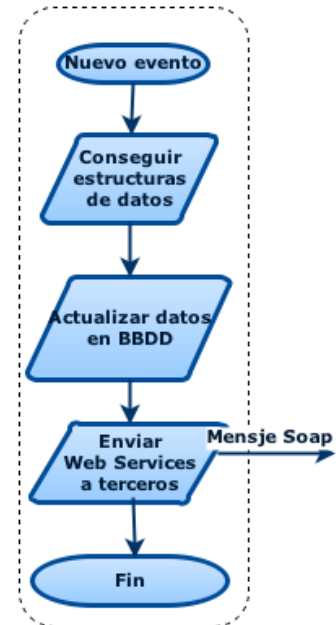 Nuevo evento
Conseguir
estructuras
de datos
Actualizar datos
en BBDD
Enviar
Web Services
a terceros
Mensje Soap
Fin